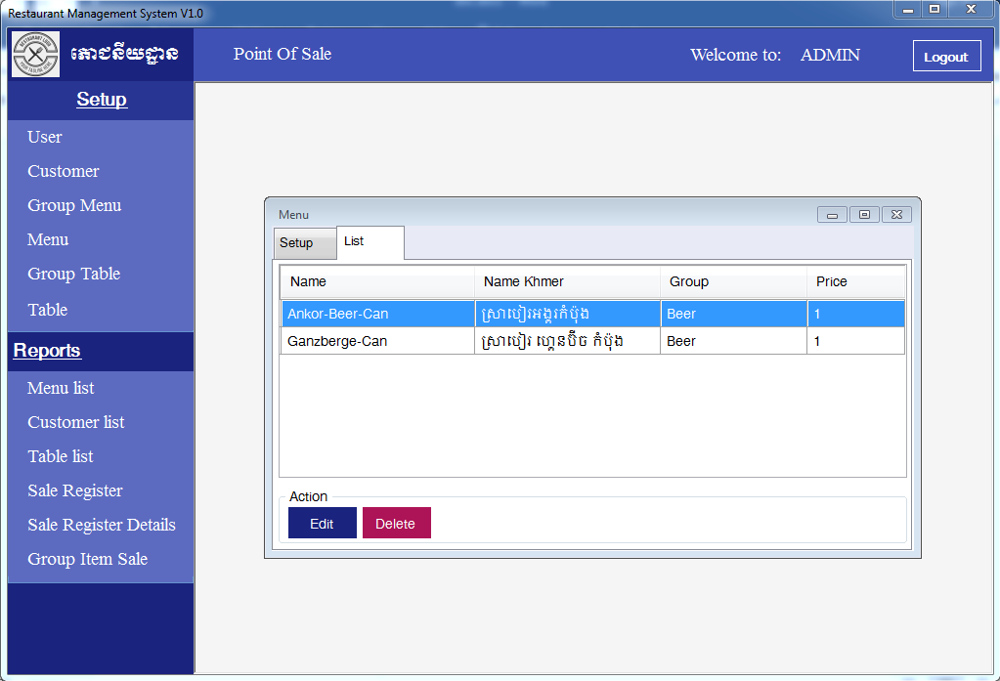 Restaurant Management System V1.0
ភោជនីយដ្ឋាន
Point Of Sale
Welcome to: ADMIN
Logout
Setup
User
Customer
Group Menu
Menu
Group Table
Table
Reports
Menu list
Customer list
Table list
Sale Register
Sale Register Details
Group Item Sale
Menu
Setup List
Name Name Khmer Group Price
Ankor-Beer-Can ស្រាបៀរអង្គរកំប៉ុង Beer 1
Ganzberge-Can ស្រាបៀរ ហ្គេនប៊ីច កំប៉ុង Beer 1
Action
Edit Delete